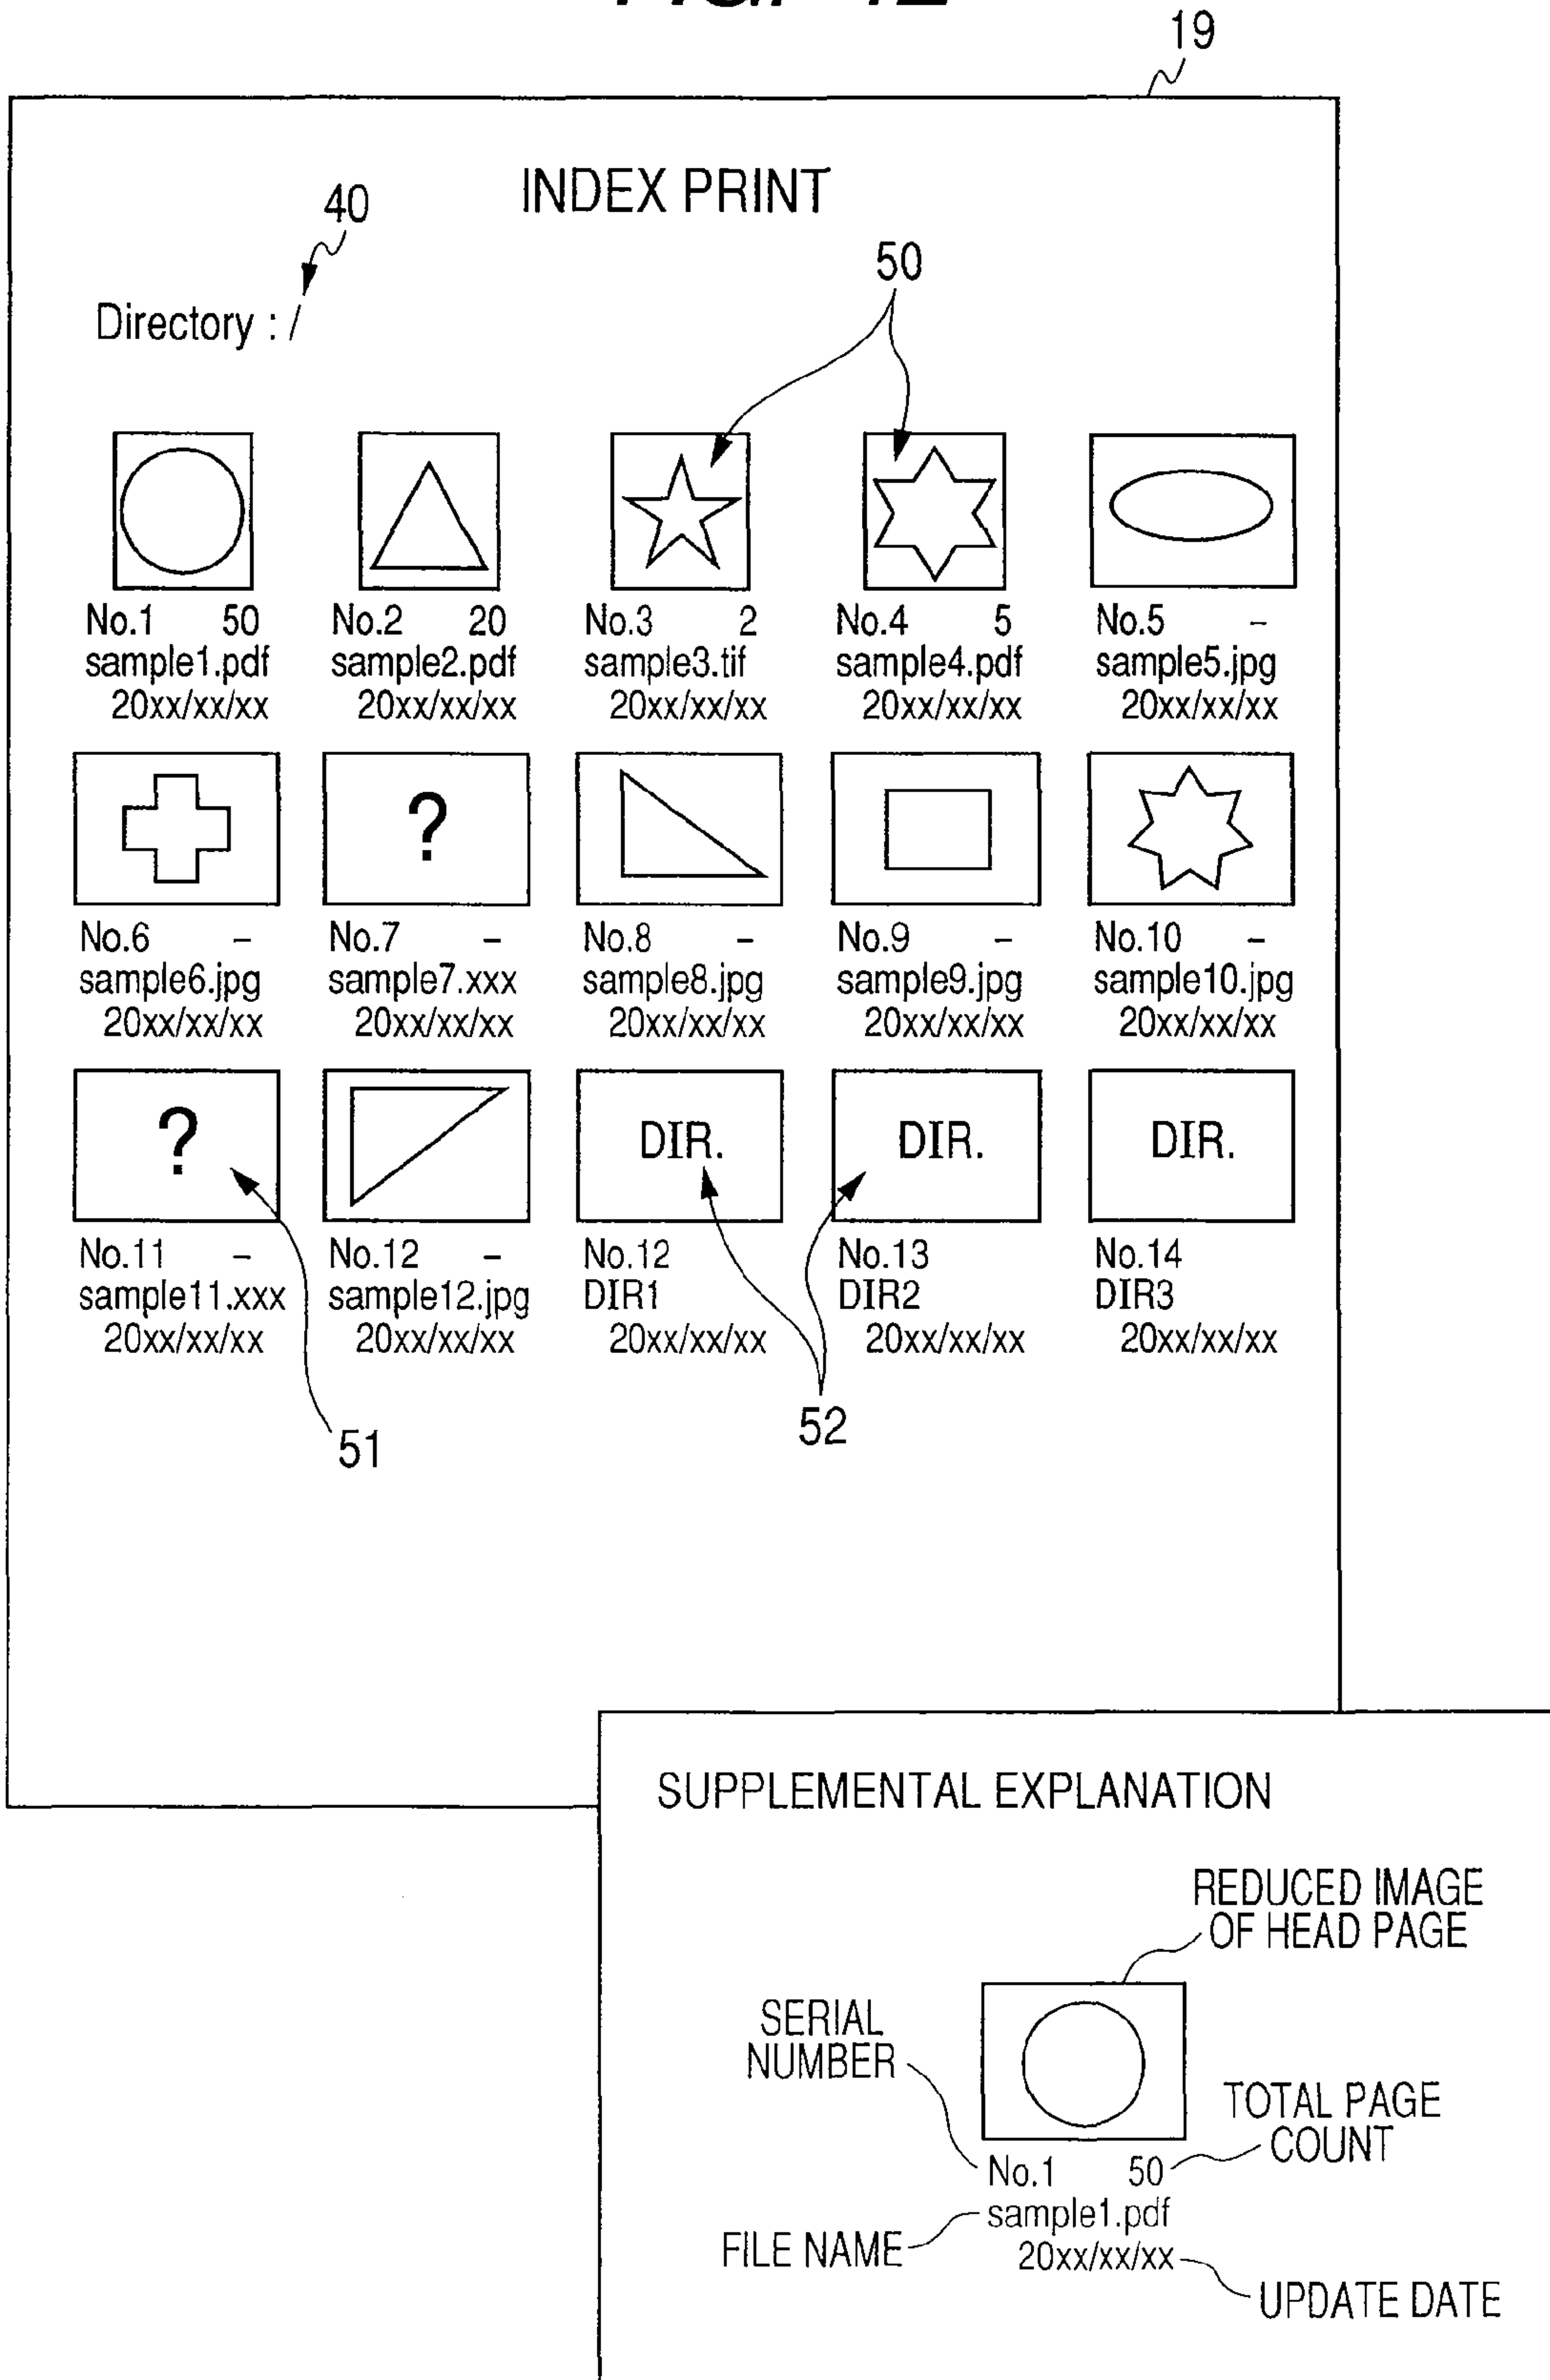 19
INDEX PRINT
40
50
Directory : /
No.1 50
sample1.pdf
20xx/xx/xx
No.2 20
sample2.pdf
20xx/xx/xx
No.3 2
sample3.tif
20xx/xx/xx
No.4 5
sample4.pdf
20xx/xx/xx
No.5 –
sample5.jpg
20xx/xx/xx
?
No.6 –
sample6.jpg
20xx/xx/xx
No.7 –
sample7.xxx
20xx/xx/xx
No.8 –
sample8.jpg
20xx/xx/xx
No.9 –
sample9.jpg
20xx/xx/xx
No.10 –
sample10.jpg
20xx/xx/xx
?
DIR.
DIR.
DIR.
No.11 –
sample11.xxx
20xx/xx/xx
No.12 –
sample12.jpg
20xx/xx/xx
No.12
DIR1
20xx/xx/xx
No.13
DIR2
20xx/xx/xx
No.14
DIR3
20xx/xx/xx
51
52
SUPPLEMENTAL EXPLANATION
REDUCED IMAGE
OF HEAD PAGE
SERIAL
NUMBER
TOTAL PAGE
COUNT
No.1 50
sample1.pdf
20xx/xx/xx
FILE NAME
UPDATE DATE